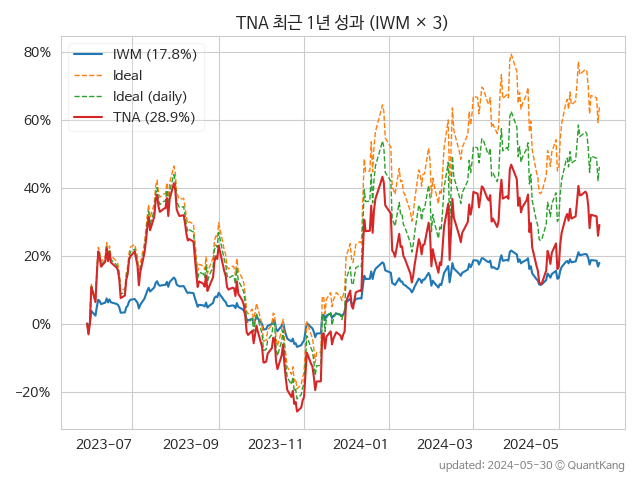 TNA 최근 1년 성과 (IWM × 3)
IWM (17.8%)
Ideal
Ideal (daily)
TNA (28.9%)
80%
60%
40%
20%
0%
−20%
2023-07 2023-09 2023-11 2024-01 2024-03 2024-05
updated: 2024-05-30 © QuantKang